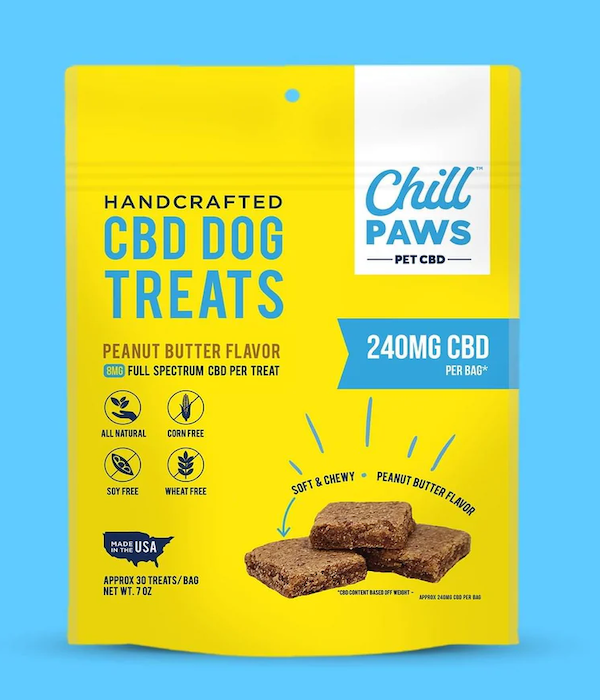 Chill™
PAWS
PET CBD
HANDCRAFTED
CBD DOG
TREATS
PEANUT BUTTER FLAVOR
8MG FULL SPECTRUM CBD PER TREAT
240MG CBD
PER BAG*
ALL NATURAL
CORN FREE
SOY FREE
WHEAT FREE
SOFT & CHEWY • PEANUT BUTTER FLAVOR
MADE
IN THE USA
APPROX 30 TREATS/BAG
NET WT. 7 OZ
*CBD CONTENT BASED OFF WEIGHT - APPROX 240MG CBD PER BAG